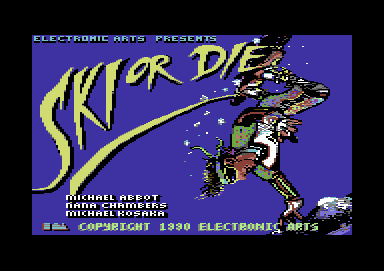 ELECTRONIC ARTS PRESENTS
SKI OR DIE
MICHAEL ABBOT
NANA CHAMBERS
MICHAEL KOSAKA
COPYRIGHT 1990 ELECTRONIC ARTS